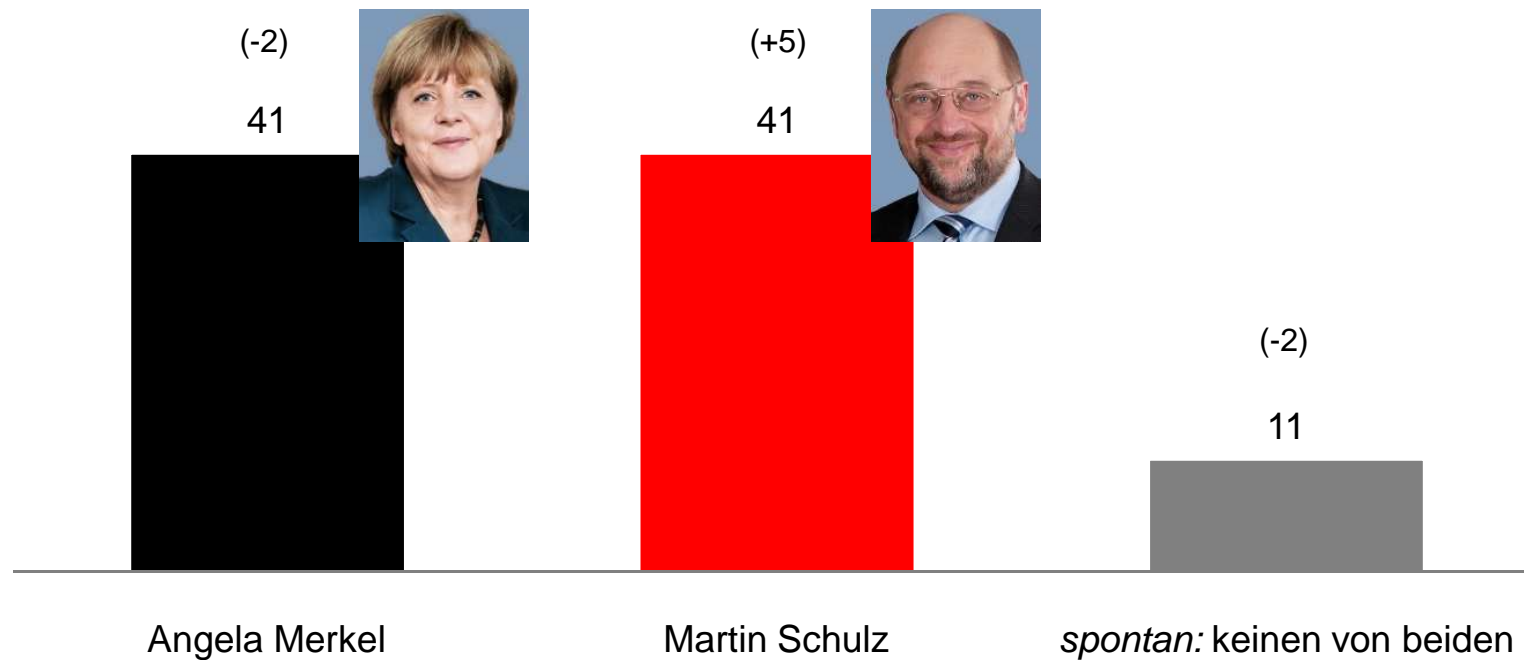 (-2)
(+5)
41
41
(-2)
11
Angela Merkel
Martin Schulz
spontan: keinen von beiden